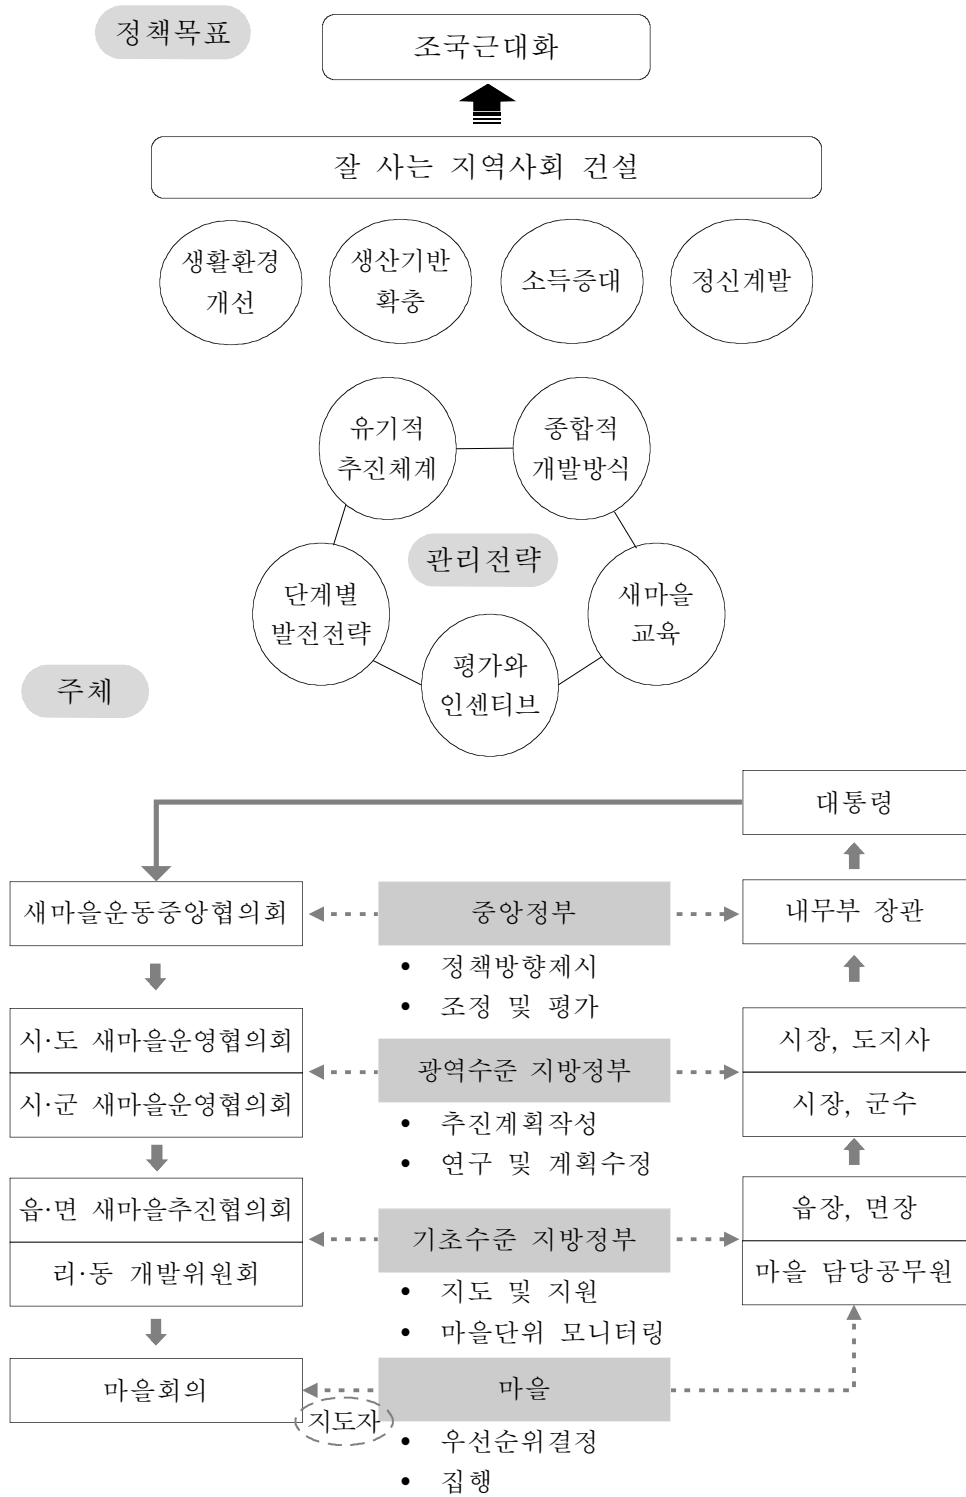 정책목표
조국근대화
잘 사는 지역사회 건설
생활환경
개선
생산기반
확충
소득증대
정신계발
유기적
추진체계
종합적
개발방식
관리전략
단계별
발전전략
새마을
교육
평가와
인센티브
주체
대통령
새마을운동중앙협의회
중앙정부
내무부 장관
• 정책방향제시
• 조정 및 평가
시·도 새마을운영협의회
시·군 새마을운영협의회
광역수준 지방정부
시장, 도지사
시장, 군수
• 추진계획작성
• 연구 및 계획수정
읍·면 새마을추진협의회
리·동 개발위원회
기초수준 지방정부
읍장, 면장
마을 담당공무원
• 지도 및 지원
• 마을단위 모니터링
마을회의
마을
지도자
• 우선순위결정
• 집행